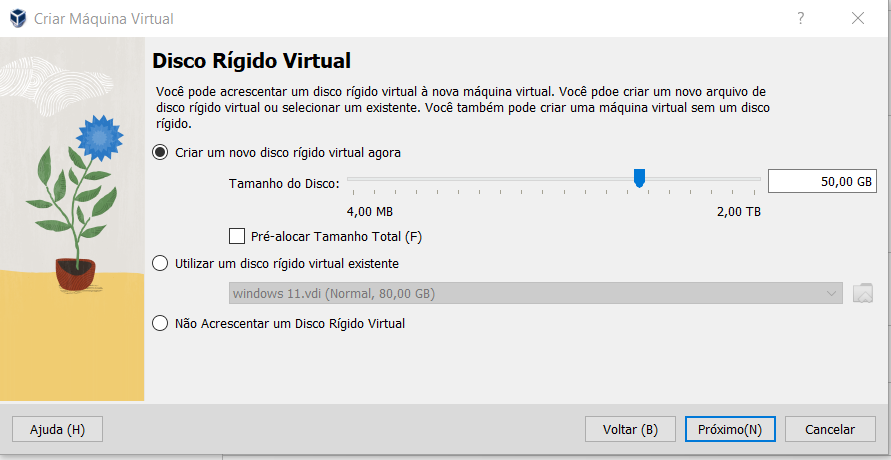 Criar Máquina Virtual
Disco Rígido Virtual
Você pode acrescentar um disco rígido virtual à nova máquina virtual. Você pdoe criar um novo arquivo de
disco rígido virtual ou selecionar um existente. Você também pode criar uma máquina virtual sem um disco
rígido.
Criar um novo disco rígido virtual agora
Tamanho do Disco:
50,00 GB
4,00 MB
2,00 TB
Pré-alocar Tamanho Total (F)
Utilizar um disco rígido virtual existente
windows 11.vdi (Normal, 80,00 GB)
Não Acrescentar um Disco Rígido Virtual
Ajuda (H)
Voltar (B)
Próximo(N)
Cancelar